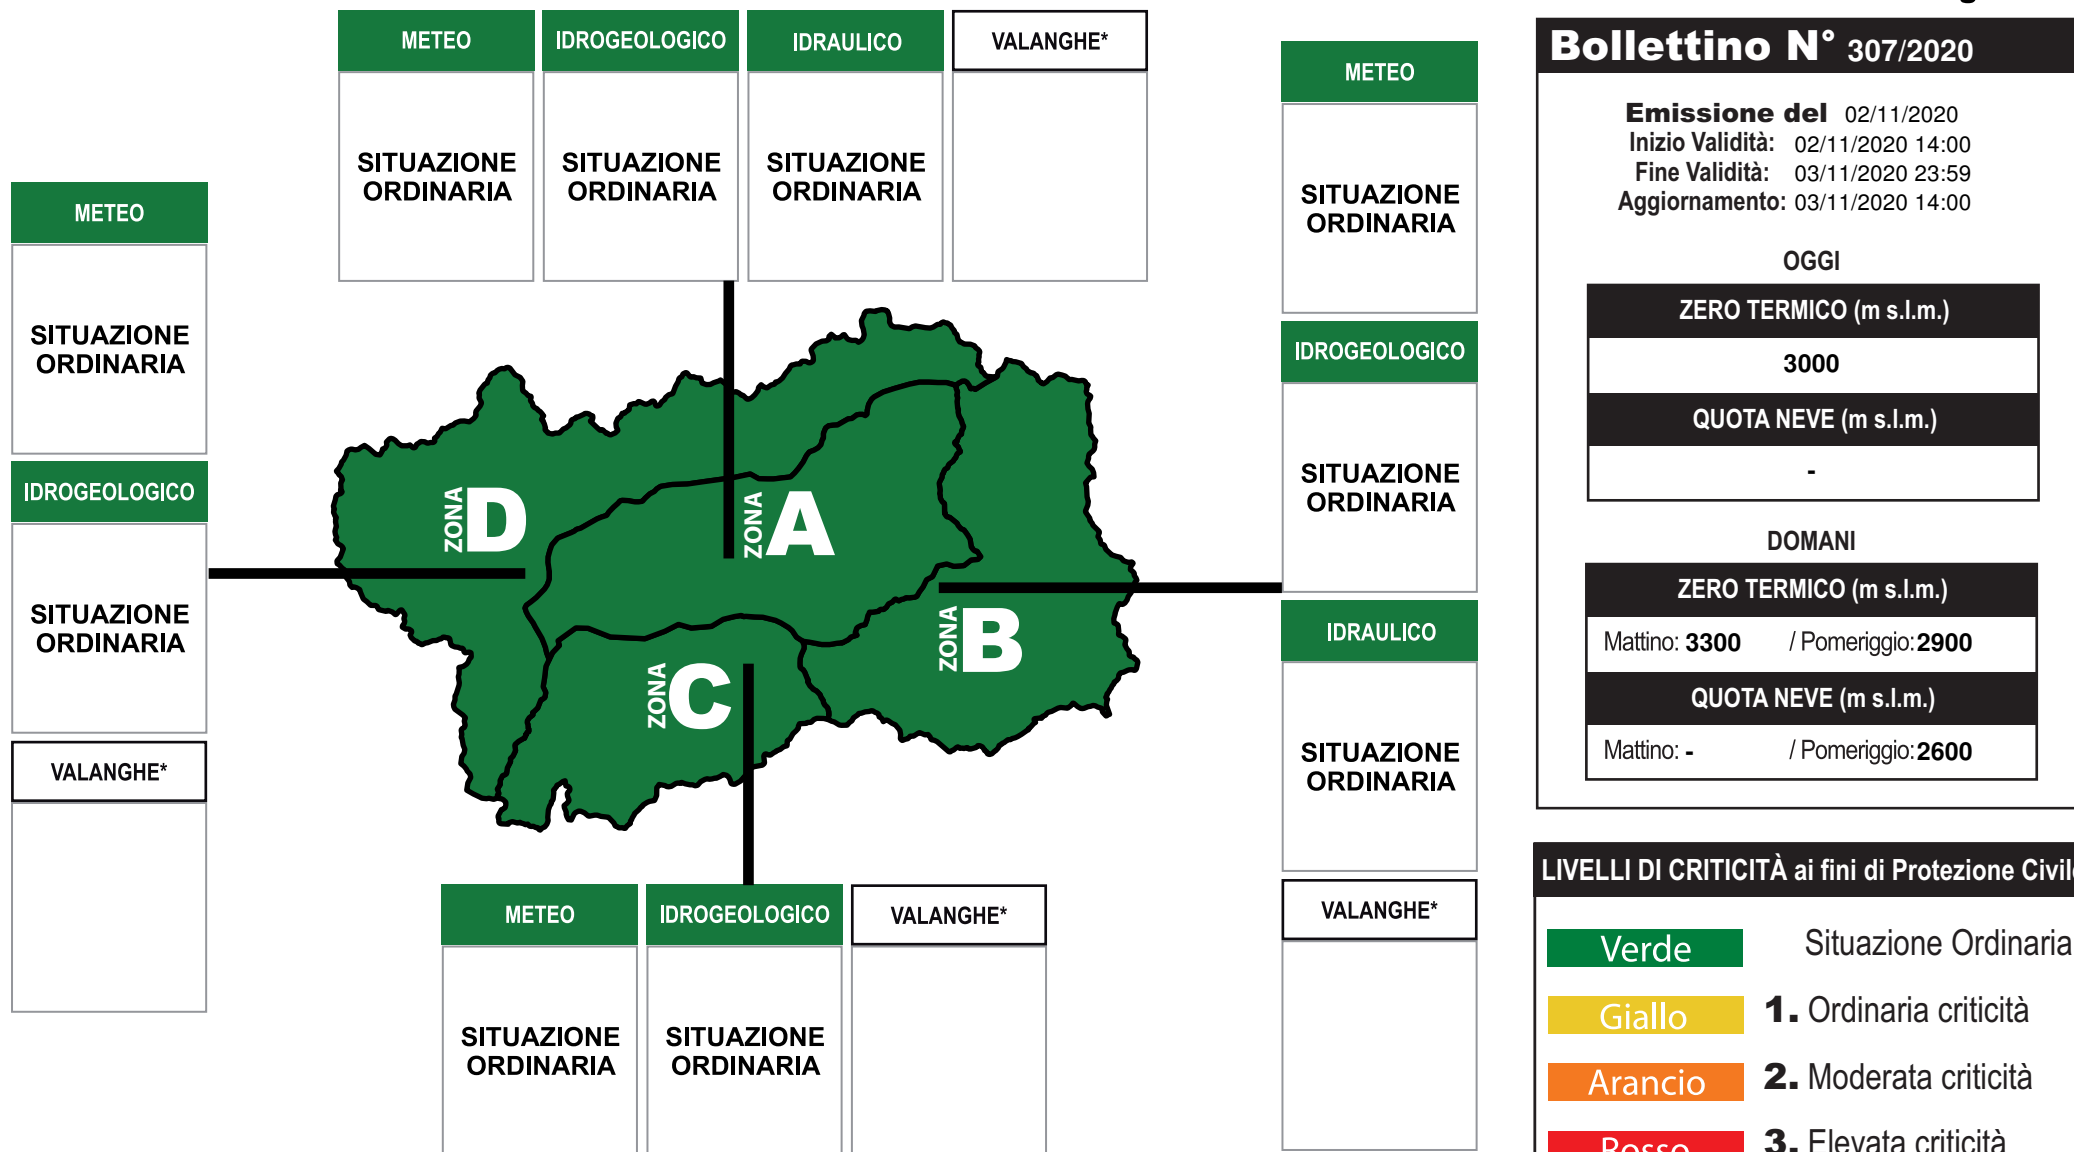 METEO IDROGEOLOGICO IDRAULICO VALANGHE*
SITUAZIONE ORDINARIA
SITUAZIONE ORDINARIA
SITUAZIONE ORDINARIA
METEO
SITUAZIONE
ORDINARIA
IDROGEOLOGICO
SITUAZIONE
ORDINARIA
VALANGHE*
ZONA D
ZONA A
ZONA B
ZONA C
METEO
SITUAZIONE
ORDINARIA
IDROGEOLOGICO
SITUAZIONE
ORDINARIA
IDRAULICO
SITUAZIONE
ORDINARIA
VALANGHE*
METEO IDROGEOLOGICO VALANGHE*
SITUAZIONE ORDINARIA
SITUAZIONE ORDINARIA
Bollettino N° 307/2020
Emissione del 02/11/2020
Inizio Validità: 02/11/2020 14:00
Fine Validità: 03/11/2020 23:59
Aggiornamento: 03/11/2020 14:00
OGGI
ZERO TERMICO (m s.l.m.)
3000
QUOTA NEVE (m s.l.m.)
-
DOMANI
ZERO TERMICO (m s.l.m.)
Mattino: 3300 / Pomeriggio: 2900
QUOTA NEVE (m s.l.m.)
Mattino: - / Pomeriggio: 2600
LIVELLI DI CRITICITÀ ai fini di Protezione Civile
Verde Situazione Ordinaria
Giallo 1. Ordinaria criticità
Arancio 2. Moderata criticità
Rosso 3. Elevata criticità